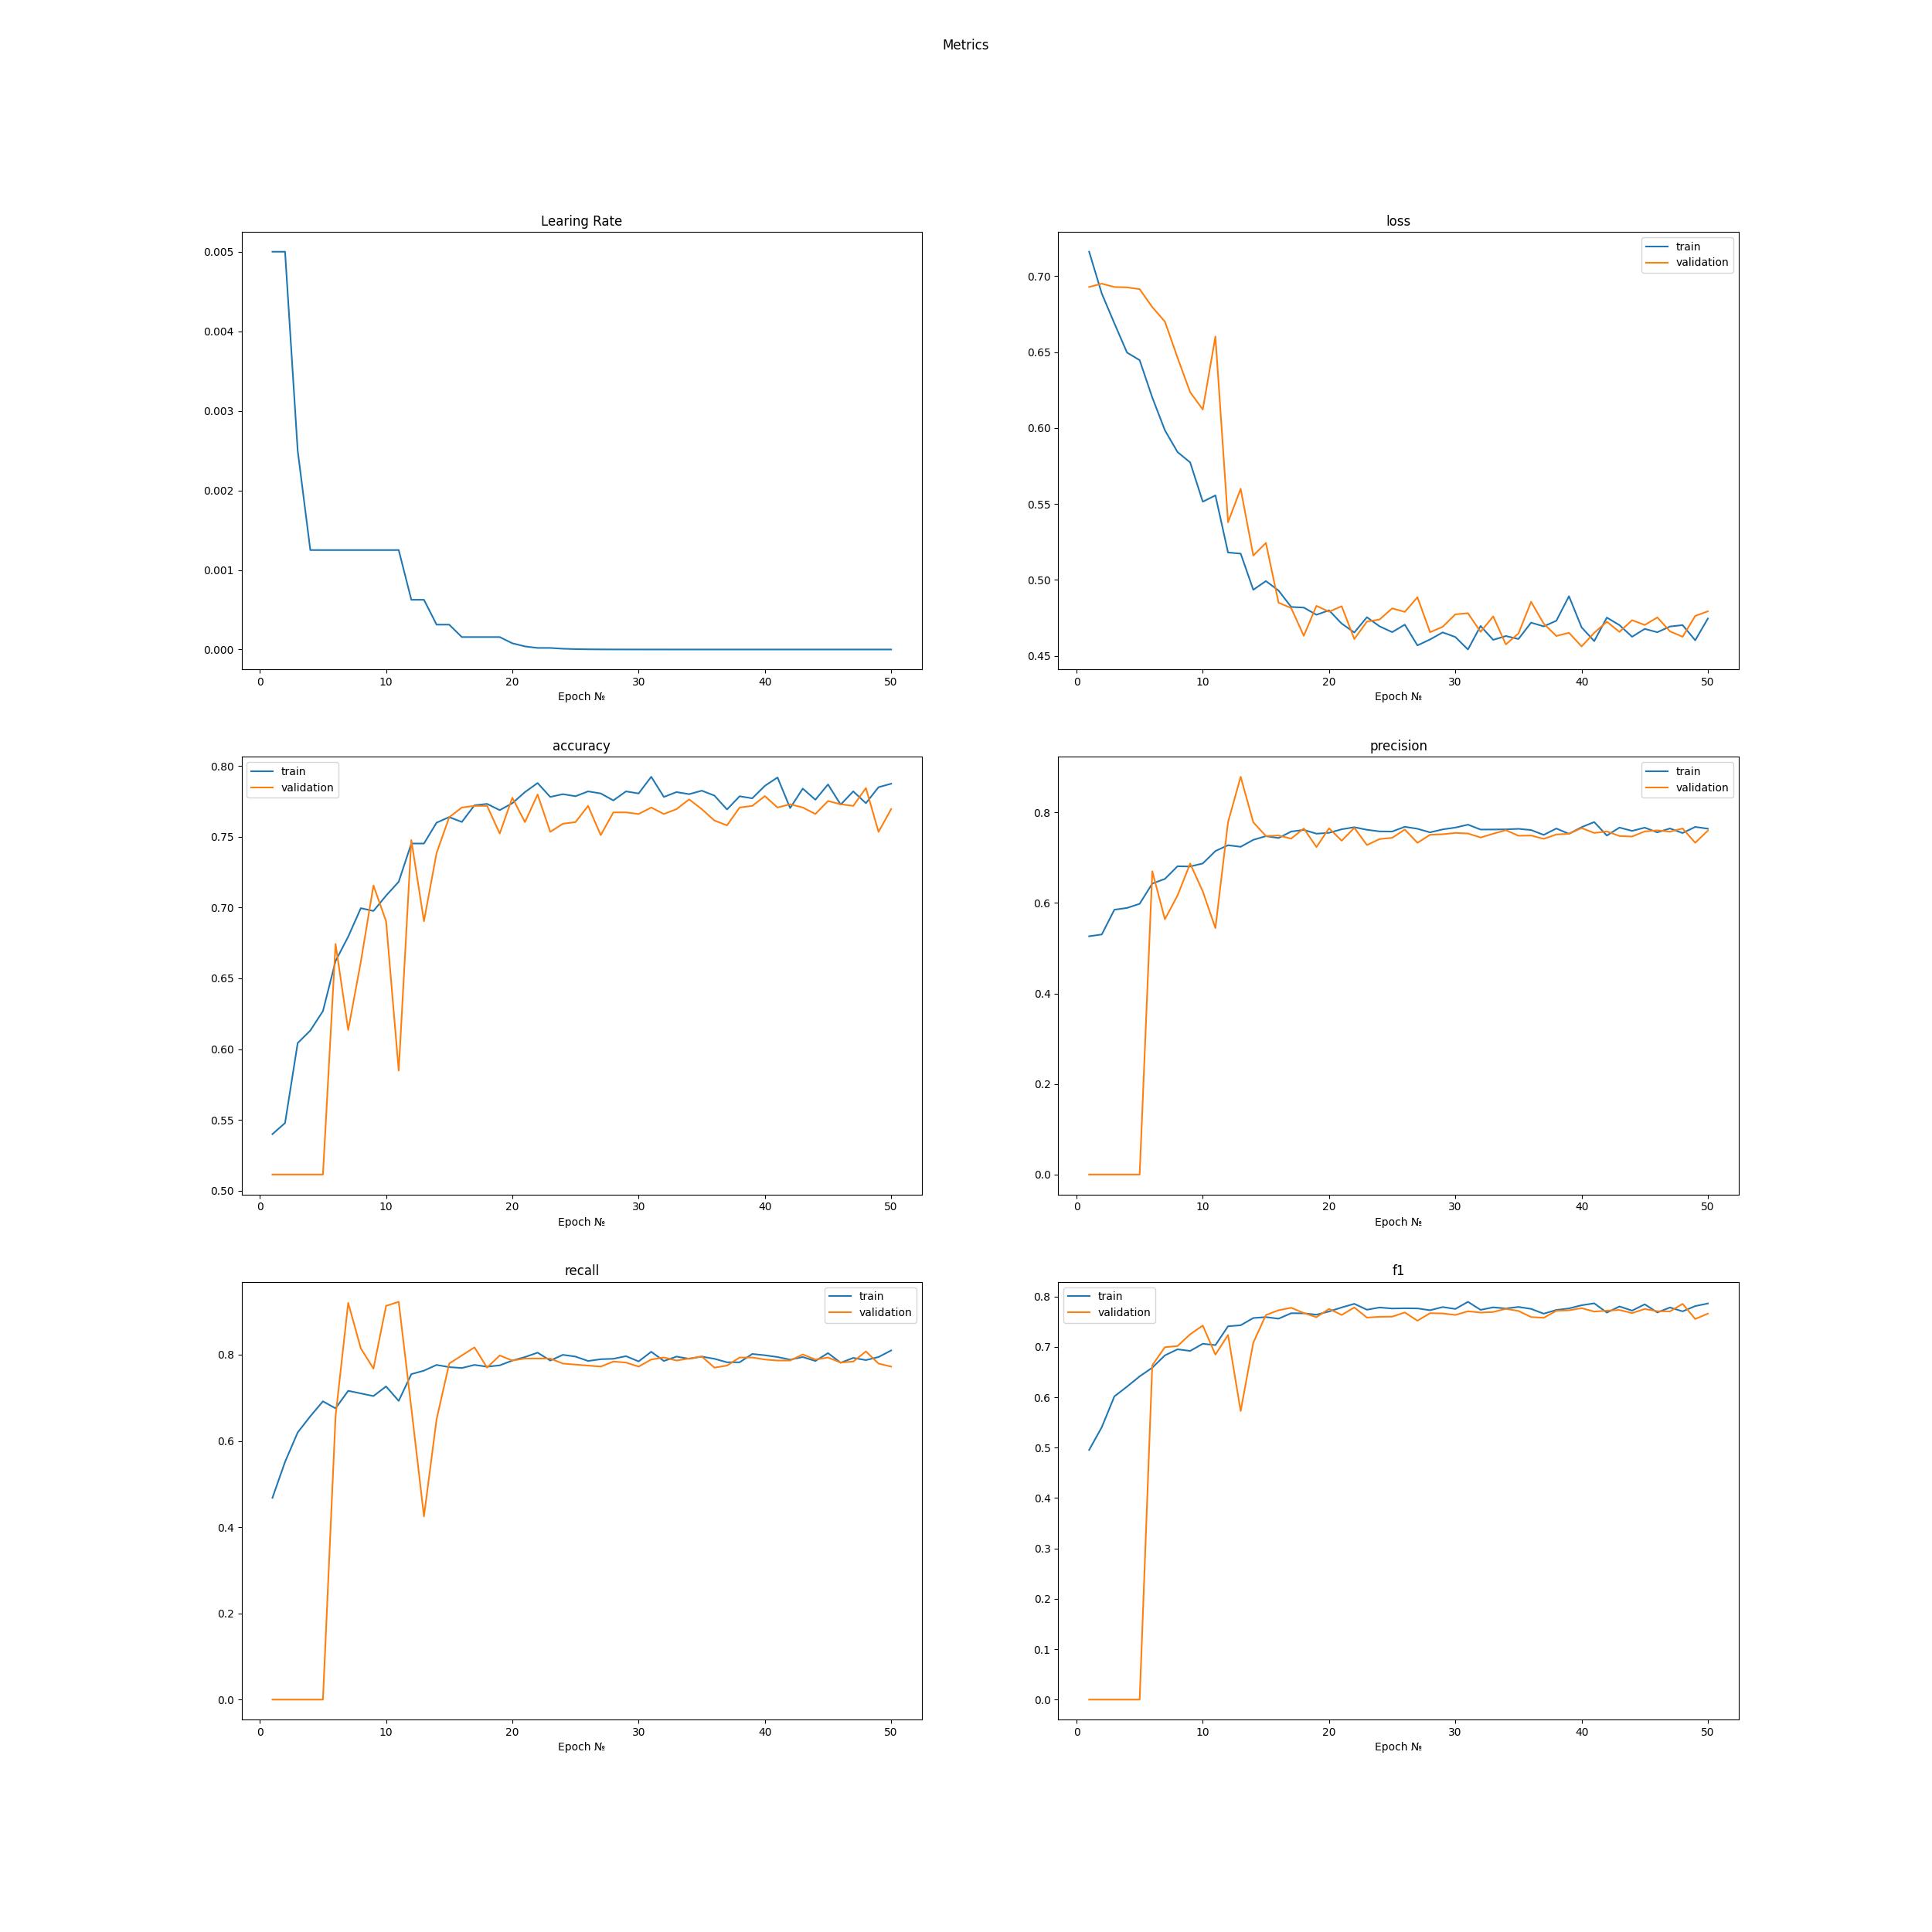 Metrics
Learing Rate
0.005
0.004
0.003
0.002
0.001
0.000
0 10 20 30 40 50
Epoch №
loss
train
validation
0.70
0.65
0.60
0.55
0.50
0.45
0 10 20 30 40 50
Epoch №
accuracy
train
validation
0.80
0.75
0.70
0.65
0.60
0.55
0.50
0 10 20 30 40 50
Epoch №
precision
train
validation
0.8
0.6
0.4
0.2
0.0
0 10 20 30 40 50
Epoch №
recall
train
validation
0.8
0.6
0.4
0.2
0.0
0 10 20 30 40 50
Epoch №
f1
train
validation
0.8
0.7
0.6
0.5
0.4
0.3
0.2
0.1
0.0
0 10 20 30 40 50
Epoch №